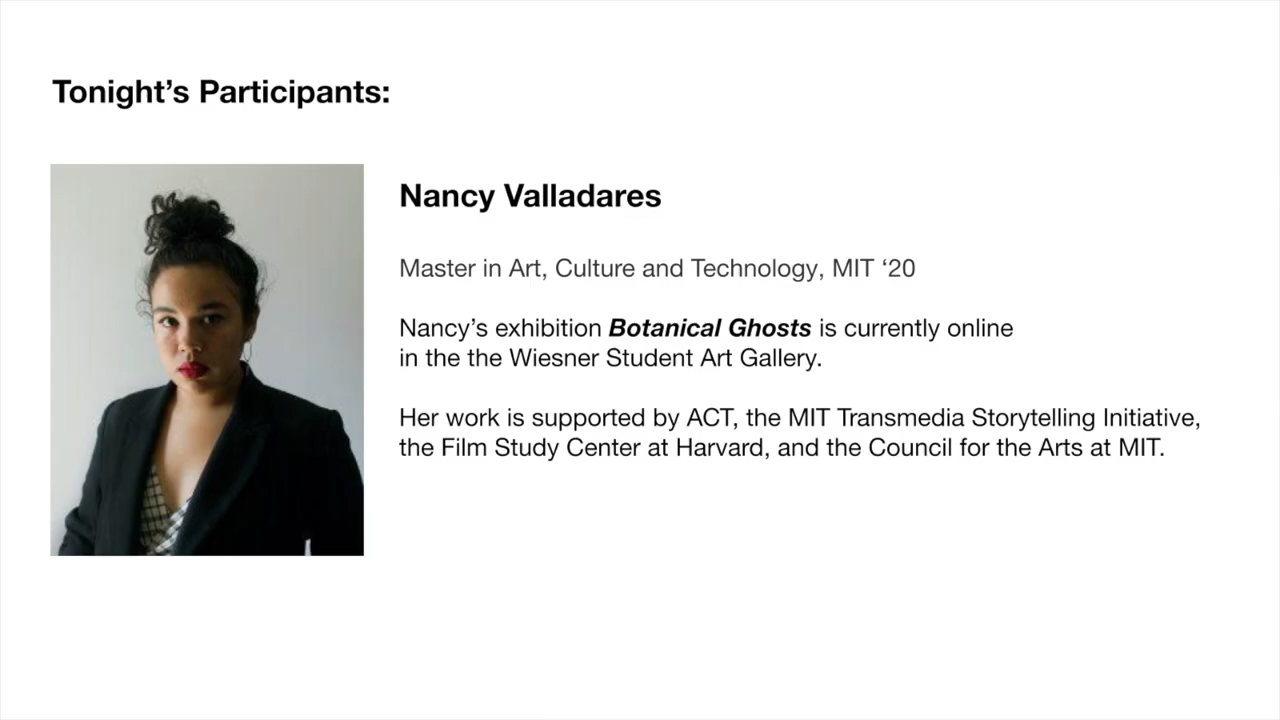 Tonight’s Participants:
Nancy Valladares
Master in Art, Culture and Technology, MIT ‘20
Nancy’s exhibition Botanical Ghosts is currently online
in the the Wiesner Student Art Gallery.
Her work is supported by ACT, the MIT Transmedia Storytelling Initiative,
the Film Study Center at Harvard, and the Council for the Arts at MIT.